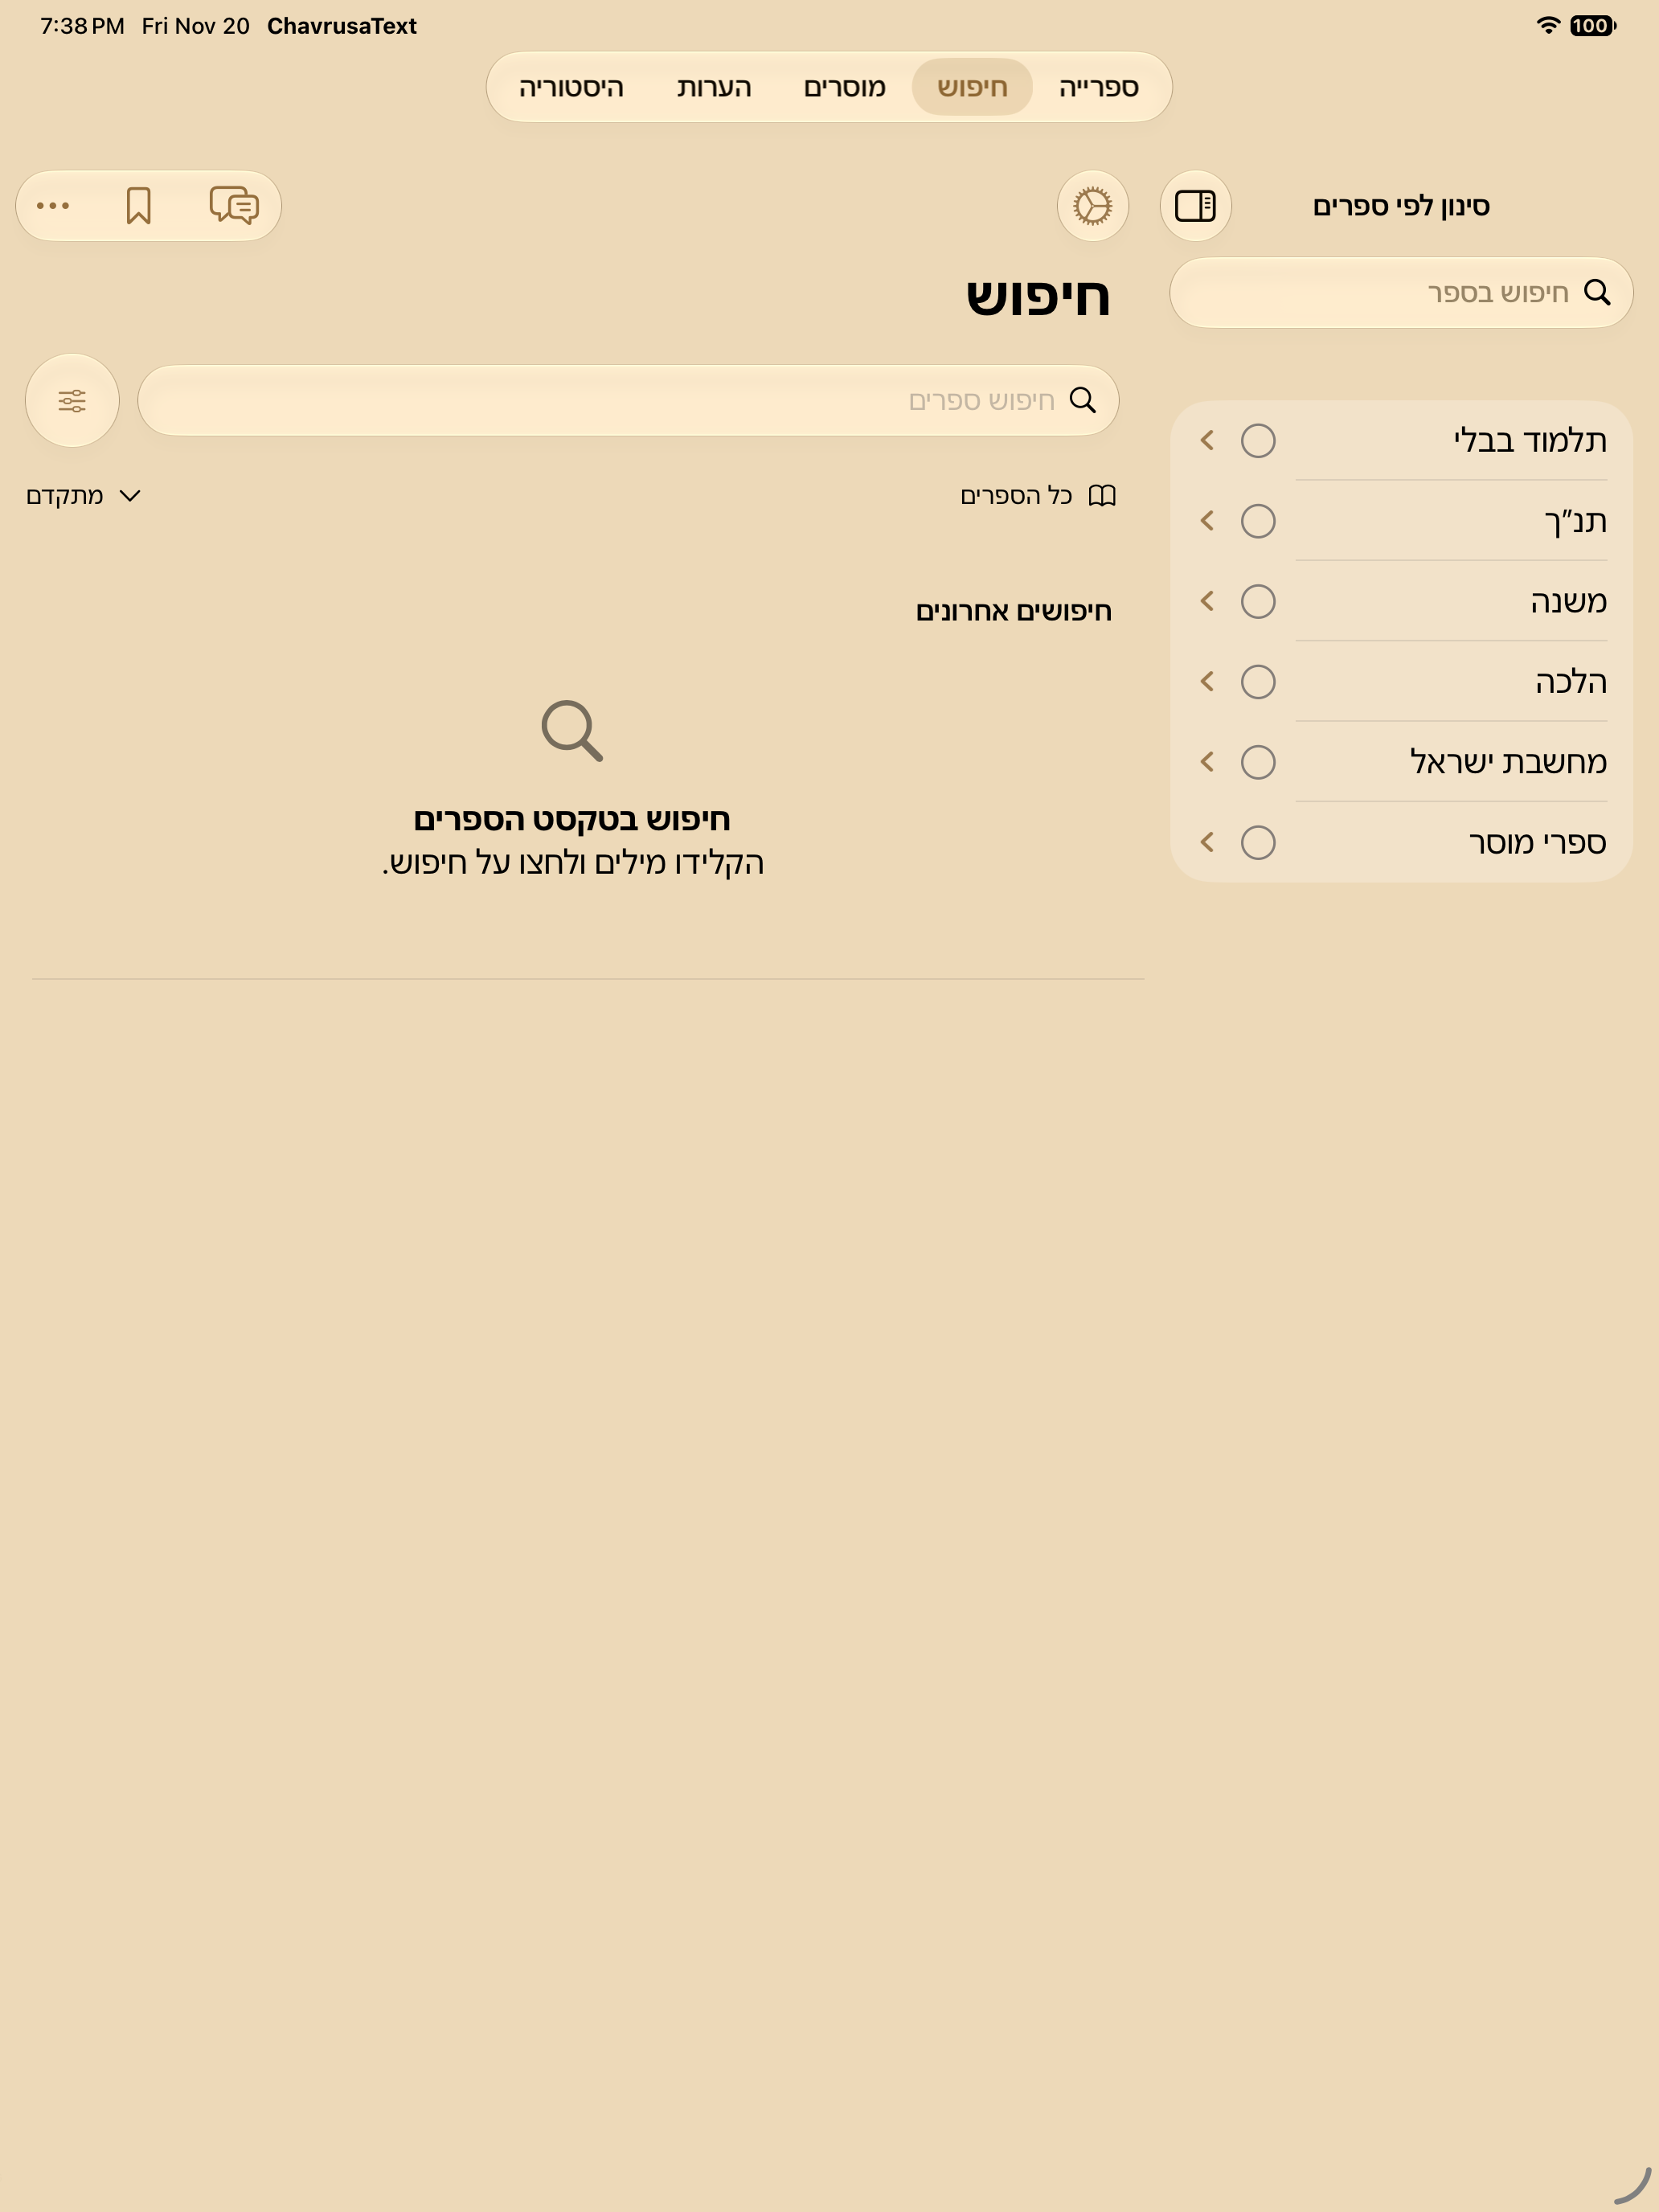 7:38 PM Fri Nov 20 ChavrusaText
100
ספרייה חיפוש מוסרים הערות היסטוריה
סינון לפי ספרים
חיפוש בספר
תלמוד בבלי
תנ"ך
משנה
הלכה
מחשבת ישראל
ספרי מוסר
חיפוש
חיפוש ספרים
כל הספרים
מתקדם
חיפושים אחרונים
חיפוש בטקסט הספרים
הקלידו מילים ולחצו על חיפוש.